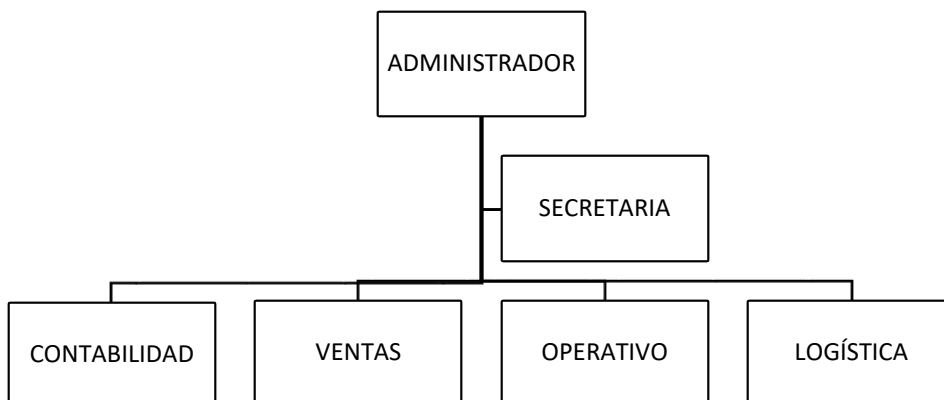 ADMINISTRADOR
SECRETARIA
CONTABILIDAD
VENTAS
OPERATIVO
LOGÍSTICA